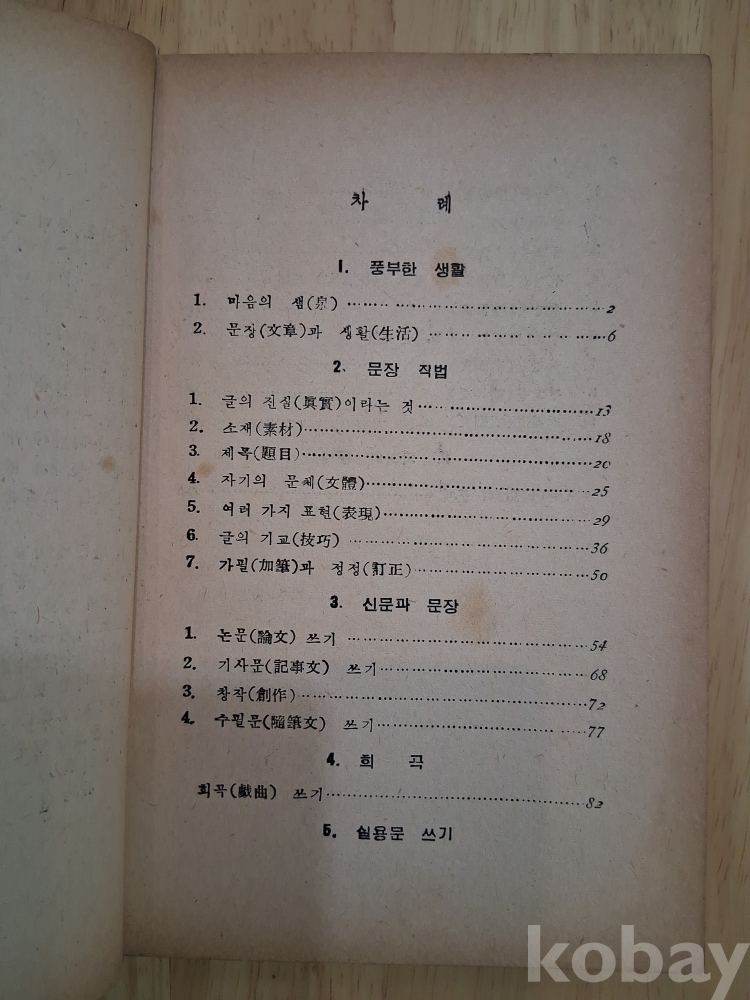 차 례
1. 풍부한 생활
1. 마음의 샘(泉) ································ 2
2. 문장(文章)과 생활(生活) ································ 6
2. 문장 작법
1. 글의 진실(眞實)이라는 것 ································ 13
2. 소재(素材) ································ 18
3. 제목(題目) ································ 20
4. 자기의 문체(文體) ································ 25
5. 여러 가지 표현(表現) ································ 29
6. 글의 기교(技巧) ································ 36
7. 가필(加筆)과 정정(訂正) ································ 50
3. 신문과 문장
1. 논문(論文) 쓰기 ································ 54
2. 기사문(記事文) 쓰기 ································ 68
3. 창작(創作) ································ 72
4. 수필문(隨筆文) 쓰기 ································ 77
4. 희 곡
희곡(戱曲) 쓰기 ································ 82
5. 실용문 쓰기
kobay